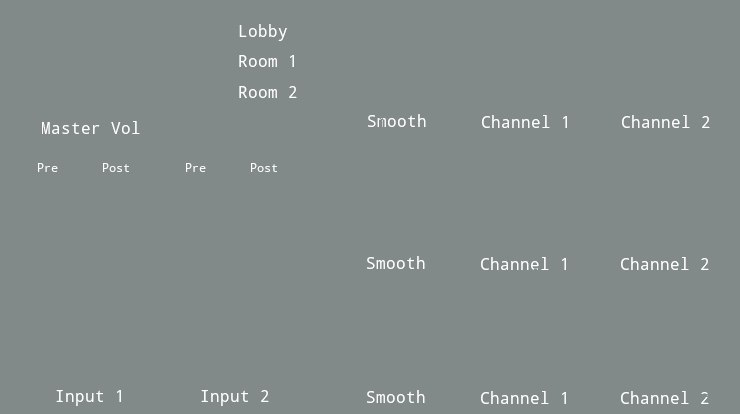 Lobby
Room 1
Room 2
Master Vol
Smooth Channel 1 Channel 2
Pre Post Pre Post
Smooth Channel 1 Channel 2
Input 1 Input 2
Smooth Channel 1 Channel 2